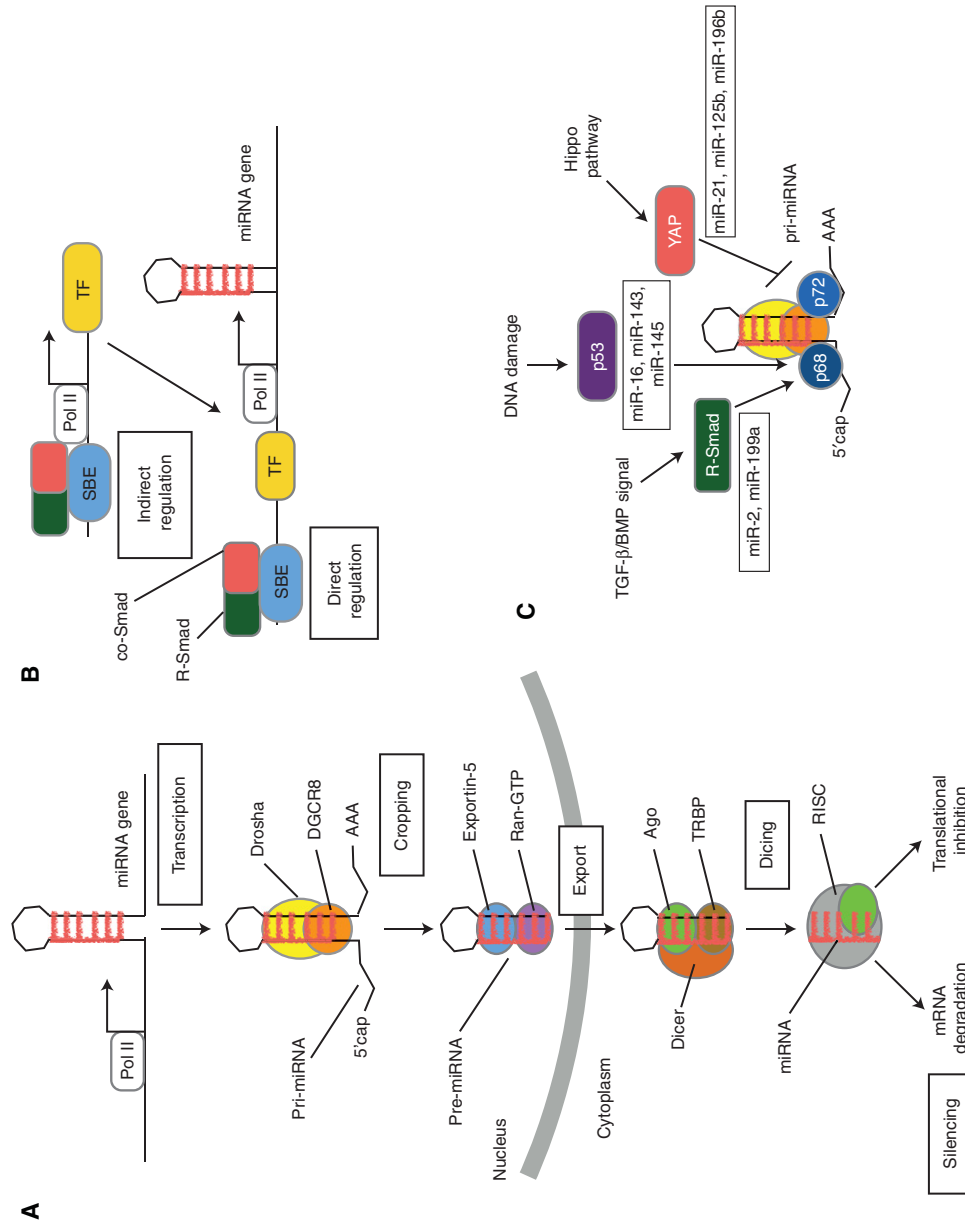 A
miRNA gene
Pol II
Transcription
Drosha
DGCR8
Pri-miRNA
AAA
5′cap
Cropping
Exportin-5
Ran-GTP
Pre-miRNA
Nucleus
Export
Cytoplasm
Ago
TRBP
Dicer
Dicing
RISC
miRNA
mRNA
degradation
Translational
inhibition
Silencing
B
Pol II
TF
SBE
Indirect
regulation
co-Smad
R-Smad
miRNA gene
Pol II
TF
SBE
Direct
regulation
C
DNA damage
Hippo
pathway
TGF-β/BMP signal
p53
YAP
miR-16, miR-143,
miR-145
miR-21, miR-125b, miR-196b
R-Smad
miR-2, miR-199a
pri-miRNA
p68
p72
5′cap
AAA